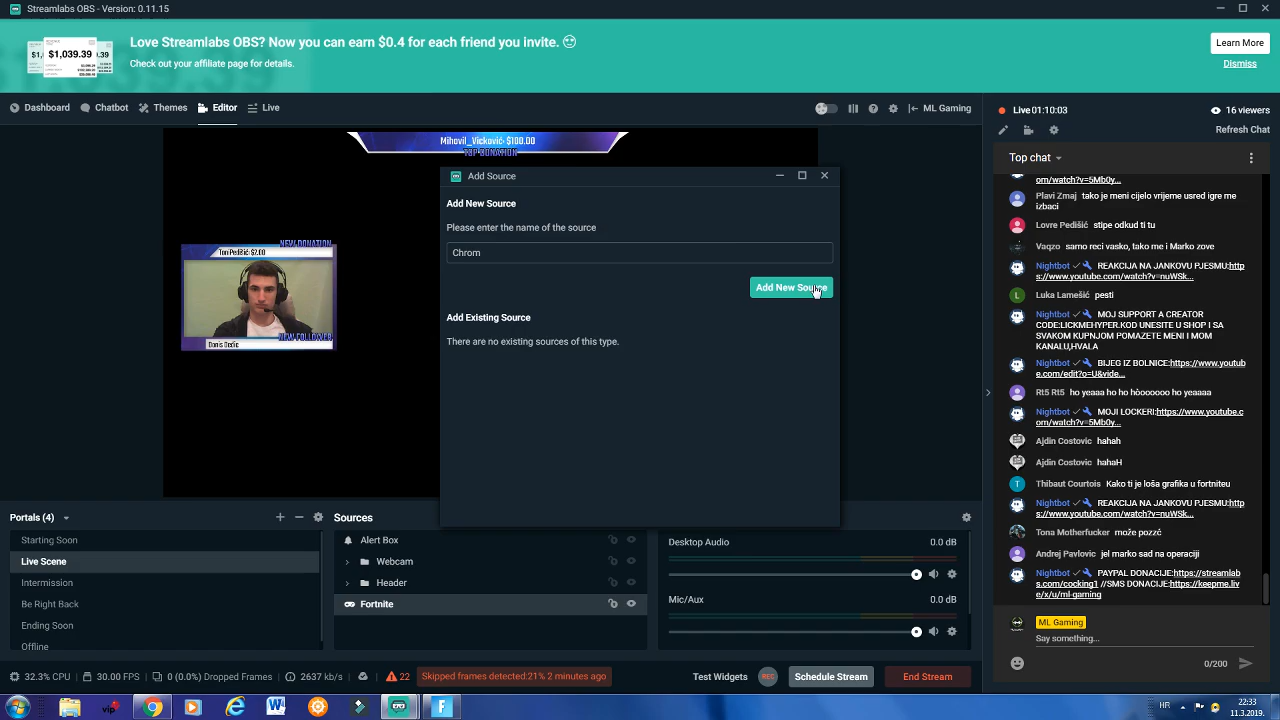 Streamlabs OBS - Version: 0.11.15
$1,039.39
Love Streamlabs OBS? Now you can earn $0.4 for each friend you invite.
Check out your affiliate page for details.
Learn More
Dismiss
Dashboard
Chatbot
Themes
Editor
Live
ML Gaming
Mihovil_Vicković: $100.00
TOP DONATION
NEW DONATION
Toni Pedišić: $2.00
NEW FOLLOWER
Denis Dedic
Add Source
Add New Source
Please enter the name of the source
Chrom
Add New Source
Add Existing Source
There are no existing sources of this type.
Live 01:10:03
16 viewers
Refresh Chat
Top chat
om/watch?v=5Mb0y...
Plavi Zmaj tako je meni cijelo vrijeme usred igre me
izbaci
Lovre Pedišić stipe odkud ti tu
Vaqzo samo reci vasko, tako me i Marko zove
Nightbot REAKCIJA NA JANKOVU PJESMU:http
s://www.youtube.com/watch?v=nuWSk...
Luka Lamešić pesti
Nightbot MOJ SUPPORT A CREATOR
CODE:LICKMEHYPER.KOD UNESITE U SHOP I SA
SVAKOM KUPNJOM POMAZETE MENI I MOM
KANALU,HVALA
Nightbot BIJEG IZ BOLNICE:https://www.youtub
e.com/edit?o=U&vide...
Rt5 Rt5 ho yeaaa ho ho hòooooo ho yeaaaa
Nightbot MOJI LOCKERI:https://www.youtube.c
om/watch?v=5Mb0y...
Ajdin Costovic hahah
Ajdin Costovic hahaH
Thibaut Courtois Kako ti je loša grafika u fortniteu
Nightbot REAKCIJA NA JANKOVU PJESMU:http
s://www.youtube.com/watch?v=nuWSk...
Tona Motherfucker može pozzć
Andrej Pavlovic jel marko sad na operaciji
Nightbot PAYPAL DONACIJE:https://streamlab
s.com/cocking1 //SMS DONACIJE:https://keepme.liv
e/x/u/ml-gaming
ML Gaming
Say something...
0/200
Portals (4)
Starting Soon
Live Scene
Intermission
Be Right Back
Ending Soon
Offline
Sources
Alert Box
Webcam
Header
Fortnite
Desktop Audio 0.0 dB
Mic/Aux 0.0 dB
32.3% CPU
30.00 FPS
0 (0.0%) Dropped Frames
2637 kb/s
22
Skipped frames detected:21% 2 minutes ago
Test Widgets
REC
Schedule Stream
End Stream
vip
W
F
HR
22:33
11.3.2019.